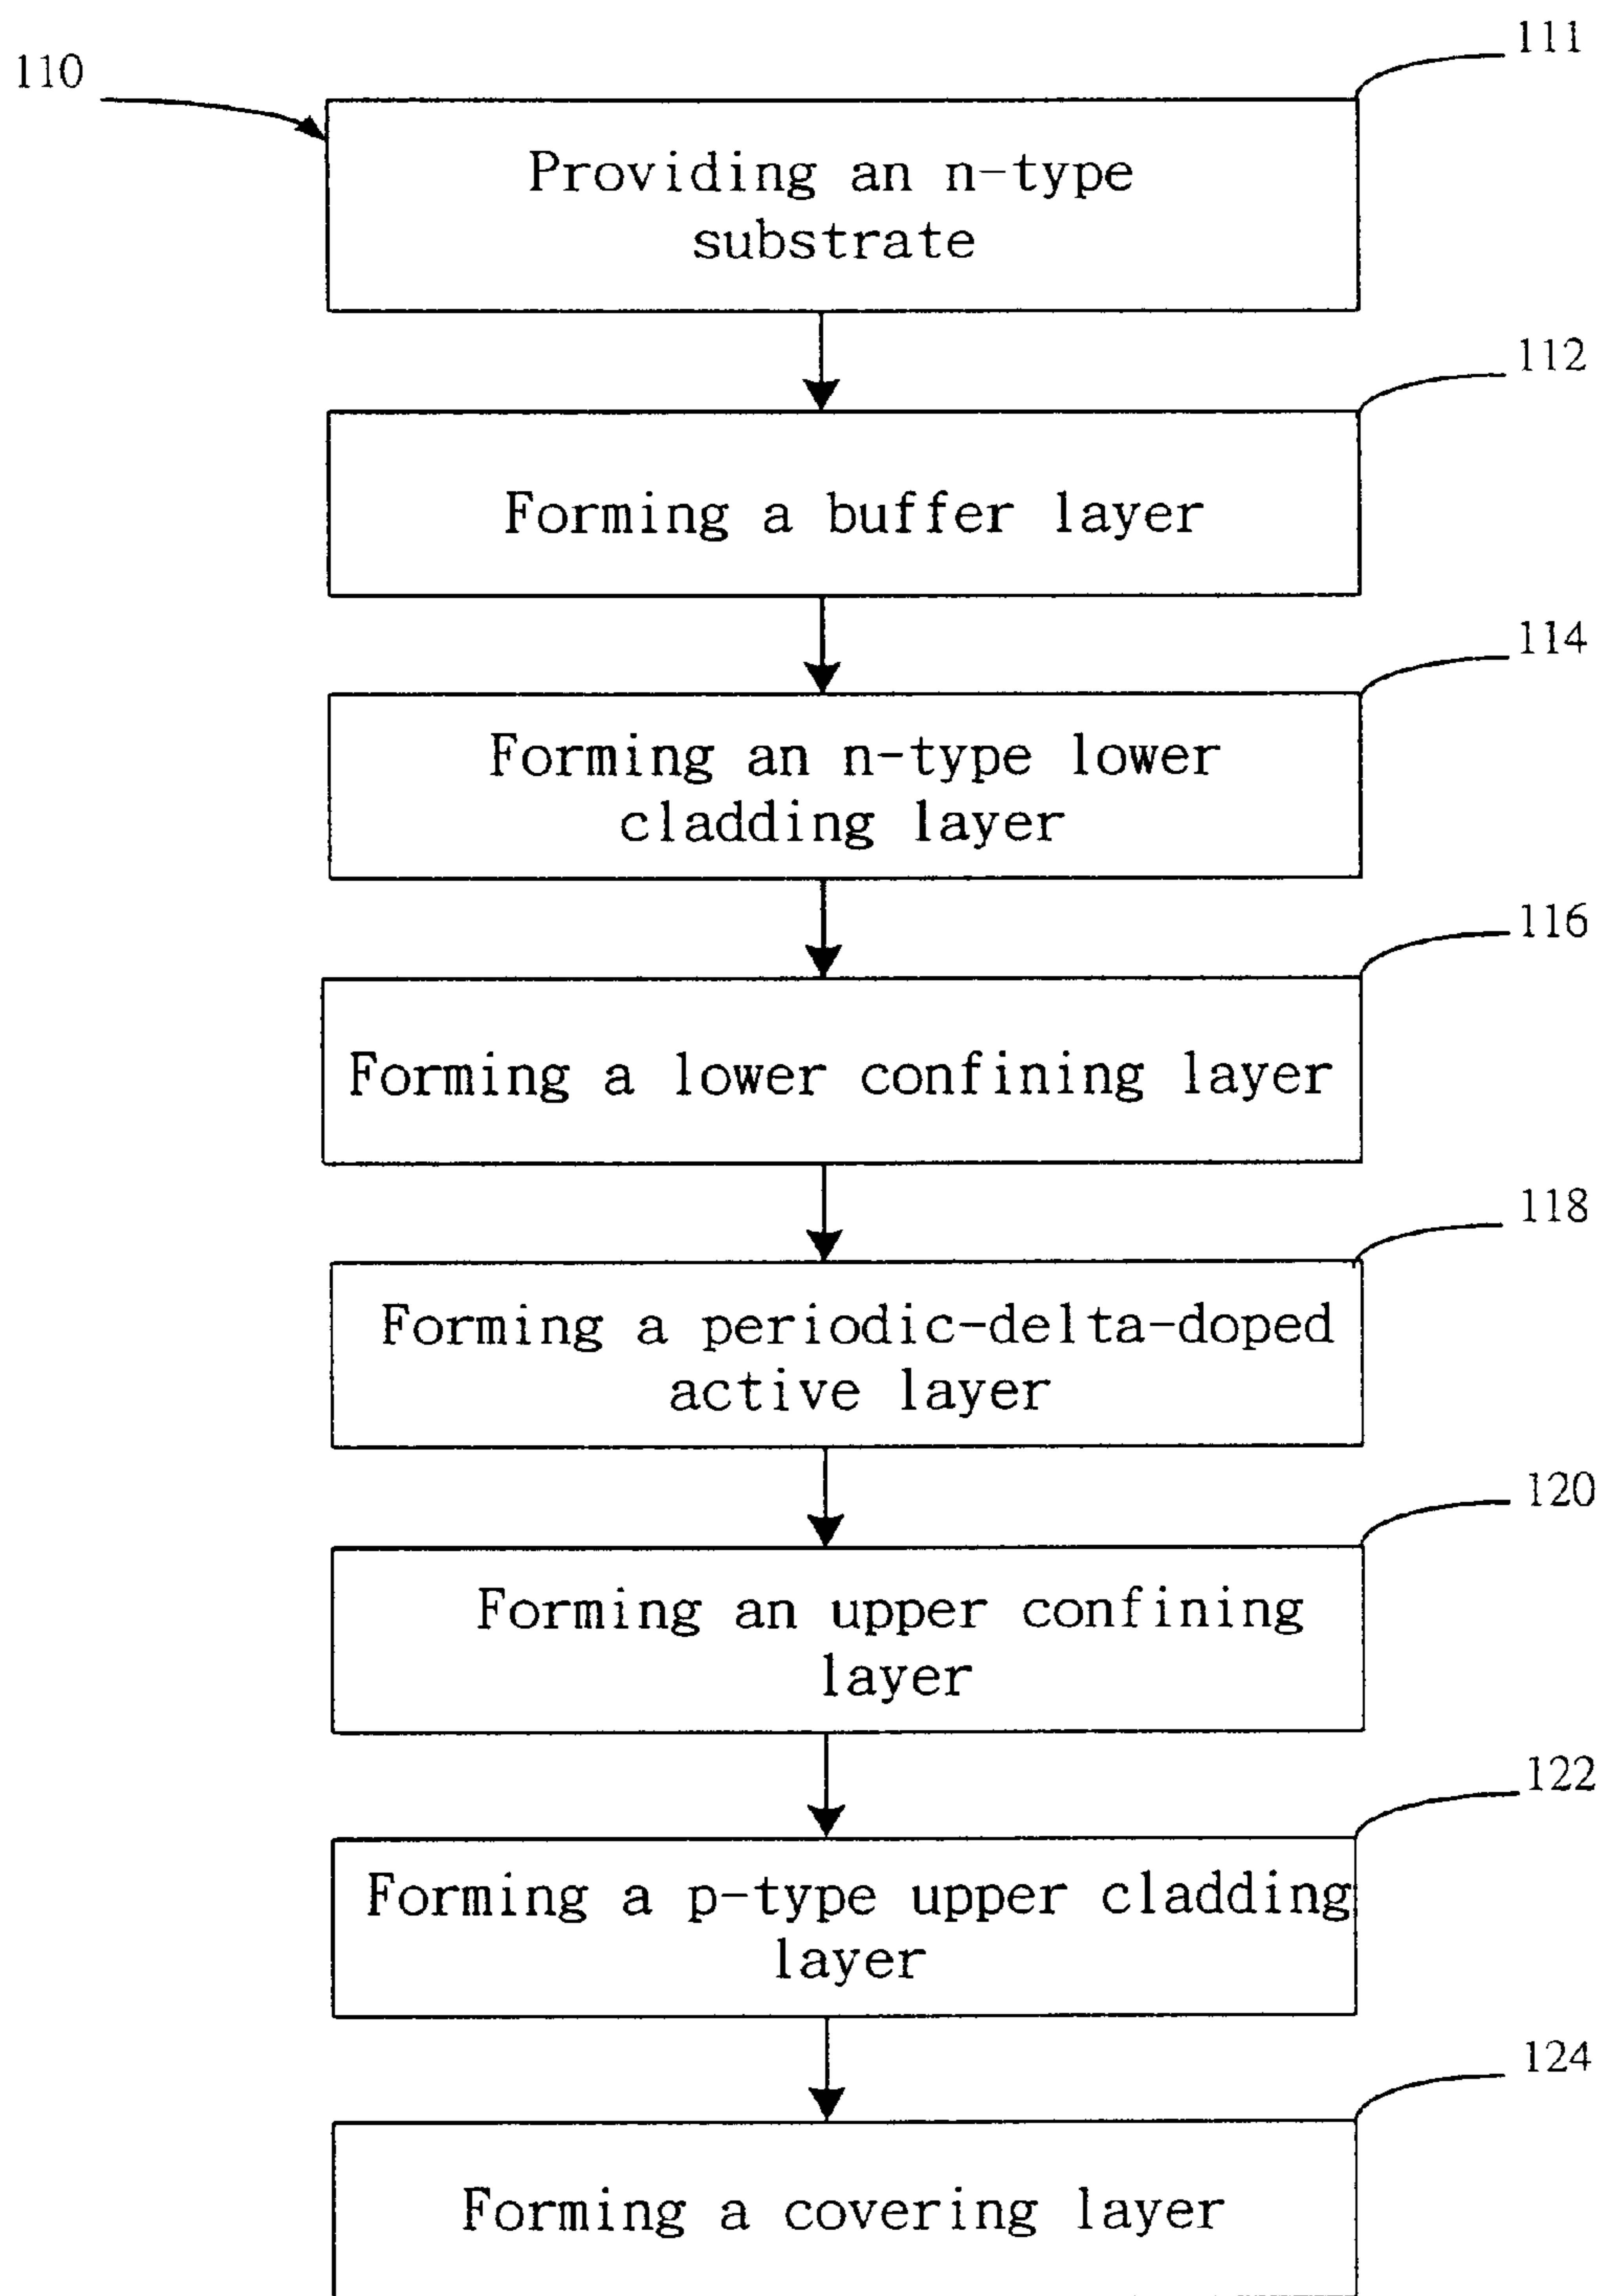 110
111
Providing an n-type
substrate
112
Forming a buffer layer
114
Forming an n-type lower
cladding layer
116
Forming a lower confining layer
118
Forming a periodic-delta-doped
active layer
120
Forming an upper confining
layer
122
Forming a p-type upper cladding
layer
124
Forming a covering layer